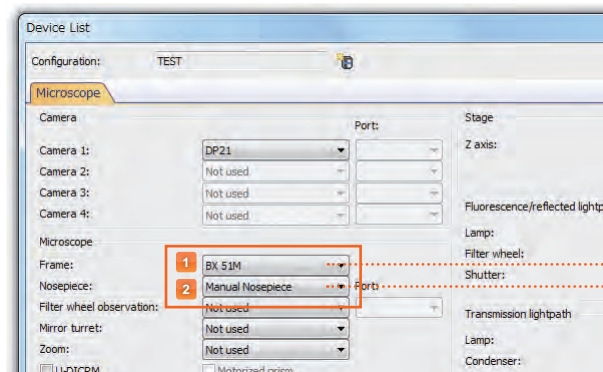 Device List
Configuration: TEST
Microscope
Camera
Port:
Camera 1: DP21
Camera 2: Not used
Camera 3: Not used
Camera 4: Not used
Microscope
Frame: 1 BX 51M
Nosepiece: 2 Manual Nosepiece Port:
Filter wheel observation: Not used
Mirror turret: Not used
Zoom: Not used
U-DICRM Motorized prism
Stage
Z axis:
Fluorescence/reflected lightp
Lamp:
Filter wheel:
Shutter:
Transmission lightpath
Lamp:
Condenser: